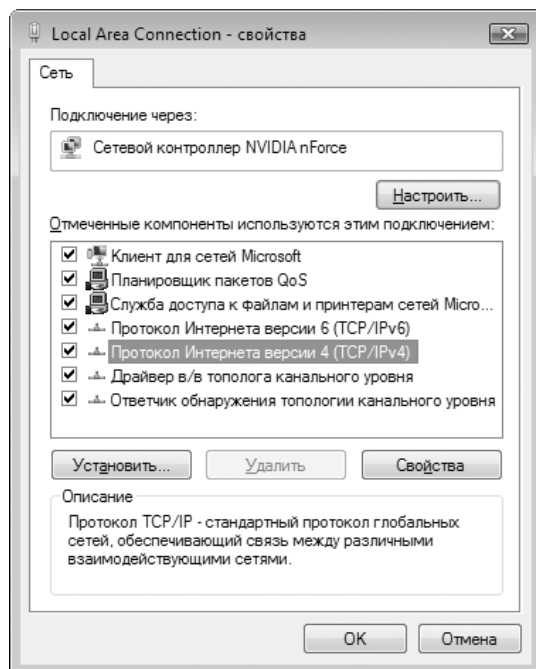 Local Area Connection - свойства
Сеть
Подключение через:
Сетевой контроллер NVIDIA nForce
Настроить...
Отмеченные компоненты используются этим подключением:
Клиент для сетей Microsoft
Планировщик пакетов QoS
Служба доступа к файлам и принтерам сетей Micro...
Протокол Интернета версии 6 (TCP/IPv6)
Протокол Интернета версии 4 (TCP/IPv4)
Драйвер в/в тополога канального уровня
Ответчик обнаружения топологии канального уровня
Установить... Удалить Свойства
Описание
Протокол TCP/IP - стандартный протокол глобальных
сетей, обеспечивающий связь между различными
взаимодействующими сетями.
OK Отмена